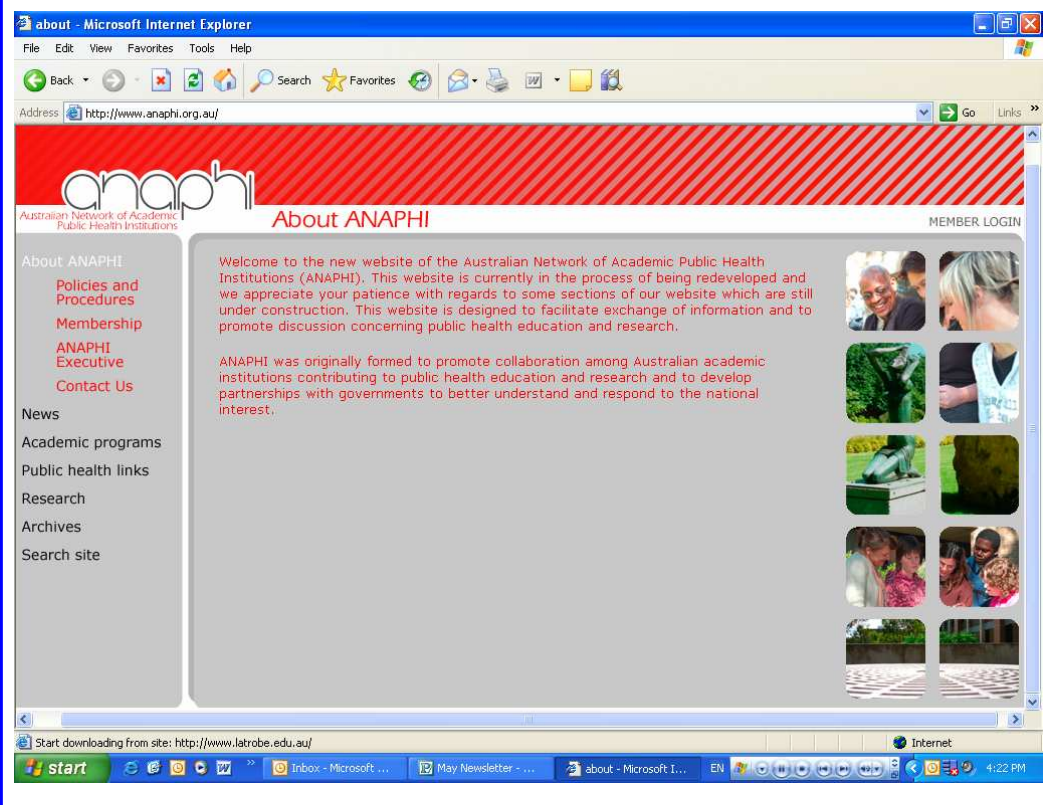 about - Microsoft Internet Explorer
File Edit View Favorites Tools Help
Back Search Favorites
Address http://www.anaphi.org.au/ Go Links »
anaphi
Australian Network of Academic
Public Health Institutions
About ANAPHI
MEMBER LOGIN
About ANAPHI
Policies and
Procedures
Membership
ANAPHI
Executive
Contact Us
News
Academic programs
Public health links
Research
Archives
Search site
Welcome to the new website of the Australian Network of Academic Public Health
Institutions (ANAPHI). This website is currently in the process of being redeveloped and
we appreciate your patience with regards to some sections of our website which are still
under construction. This website is designed to facilitate exchange of information and to
promote discussion concerning public health education and research.
ANAPHI was originally formed to promote collaboration among Australian academic
institutions contributing to public health education and research and to develop
partnerships with governments to better understand and respond to the national
interest.
Start downloading from site: http://www.latrobe.edu.au/ Internet
start » Inbox - Microsoft ... May Newsletter - ... about - Microsoft I... EN 4:22 PM